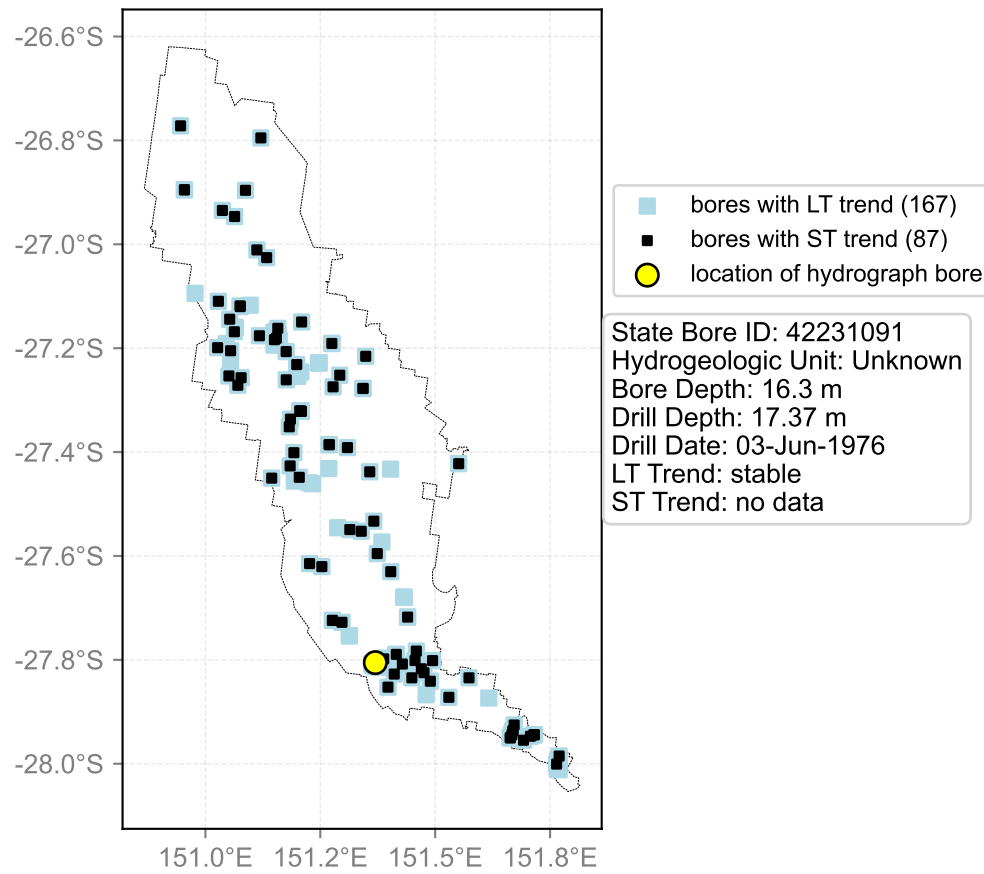 -26.6°S
-26.8°S
-27.0°S
-27.2°S
-27.4°S
-27.6°S
-27.8°S
-28.0°S
151.0°E
151.2°E
151.5°E
151.8°E
bores with LT trend (167)
bores with ST trend (87)
location of hydrograph bore
State Bore ID: 42231091
Hydrogeologic Unit: Unknown
Bore Depth: 16.3 m
Drill Depth: 17.37 m
Drill Date: 03-Jun-1976
LT Trend: stable
ST Trend: no data